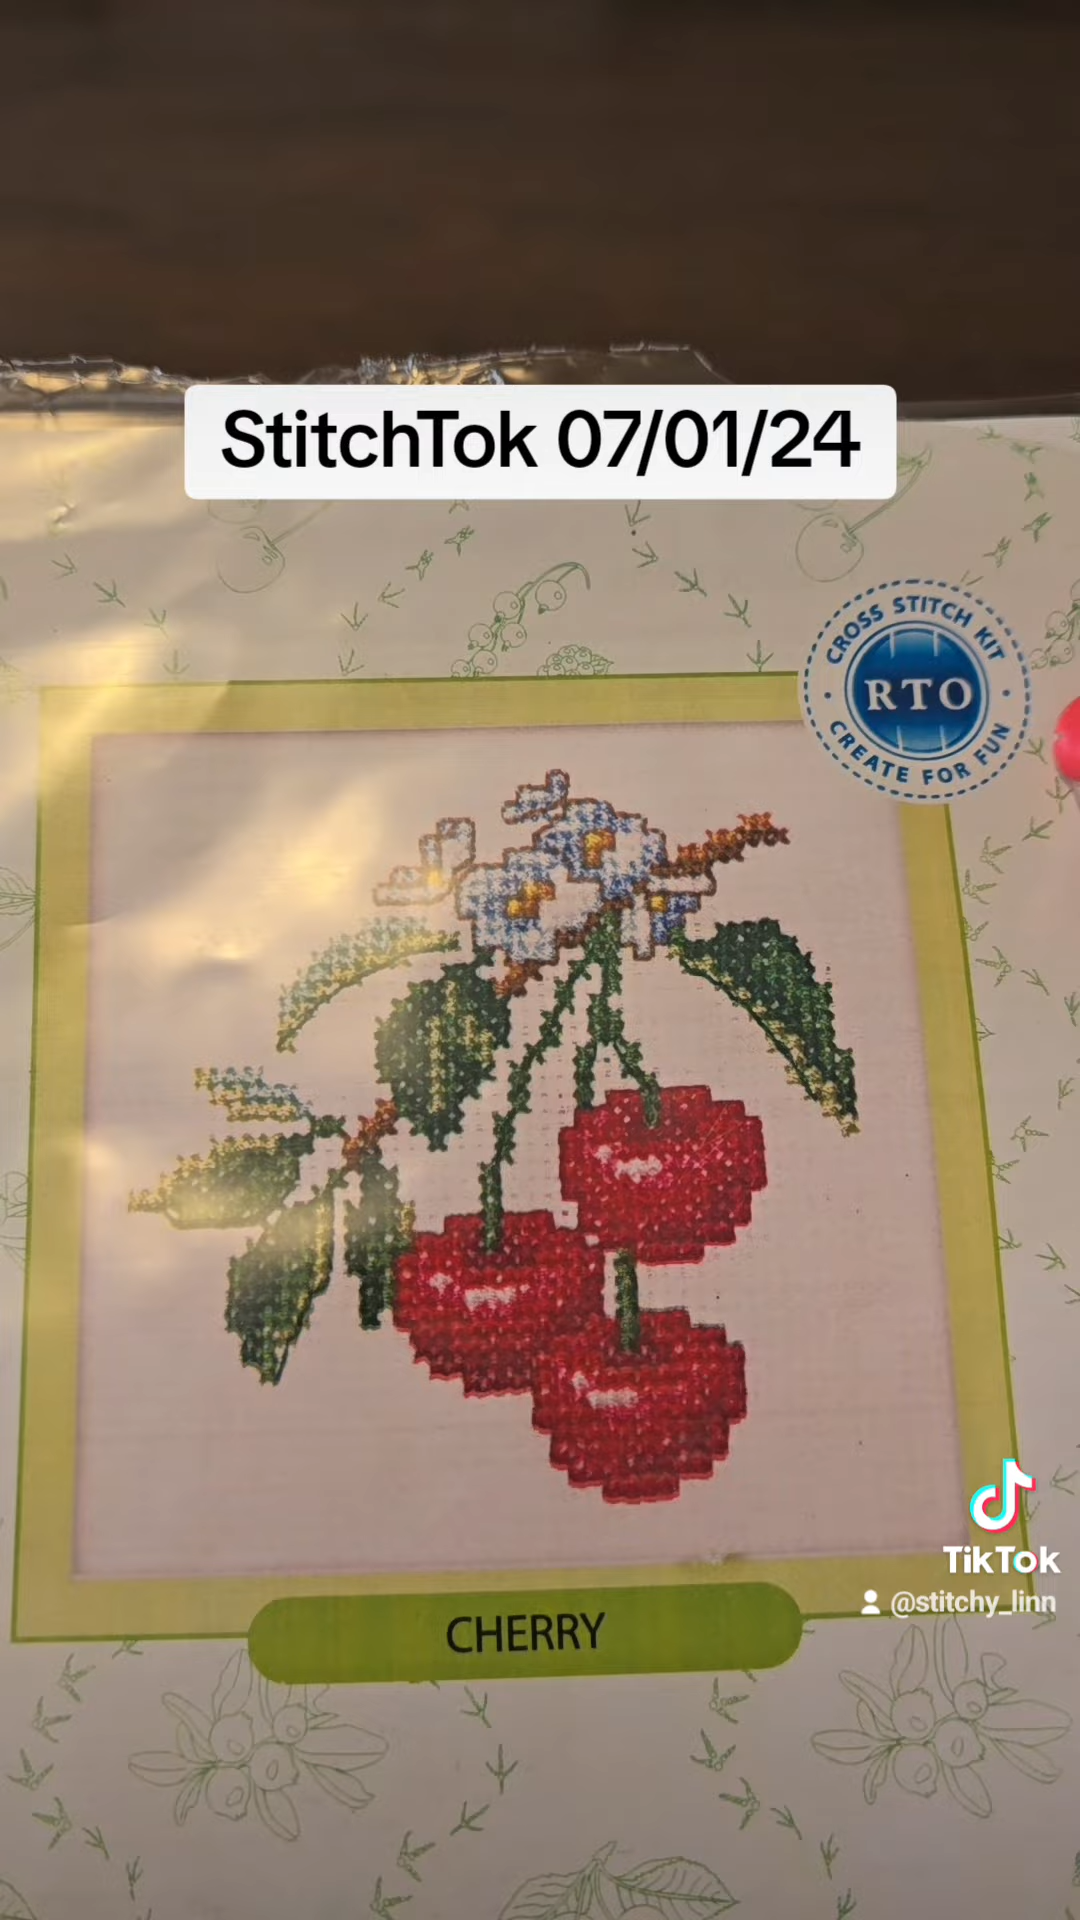 StitchTok 07/01/24
CROSS STITCH KIT
RTO
CREATE FOR FUN
TikTok
@stitchy_linn
CHERRY